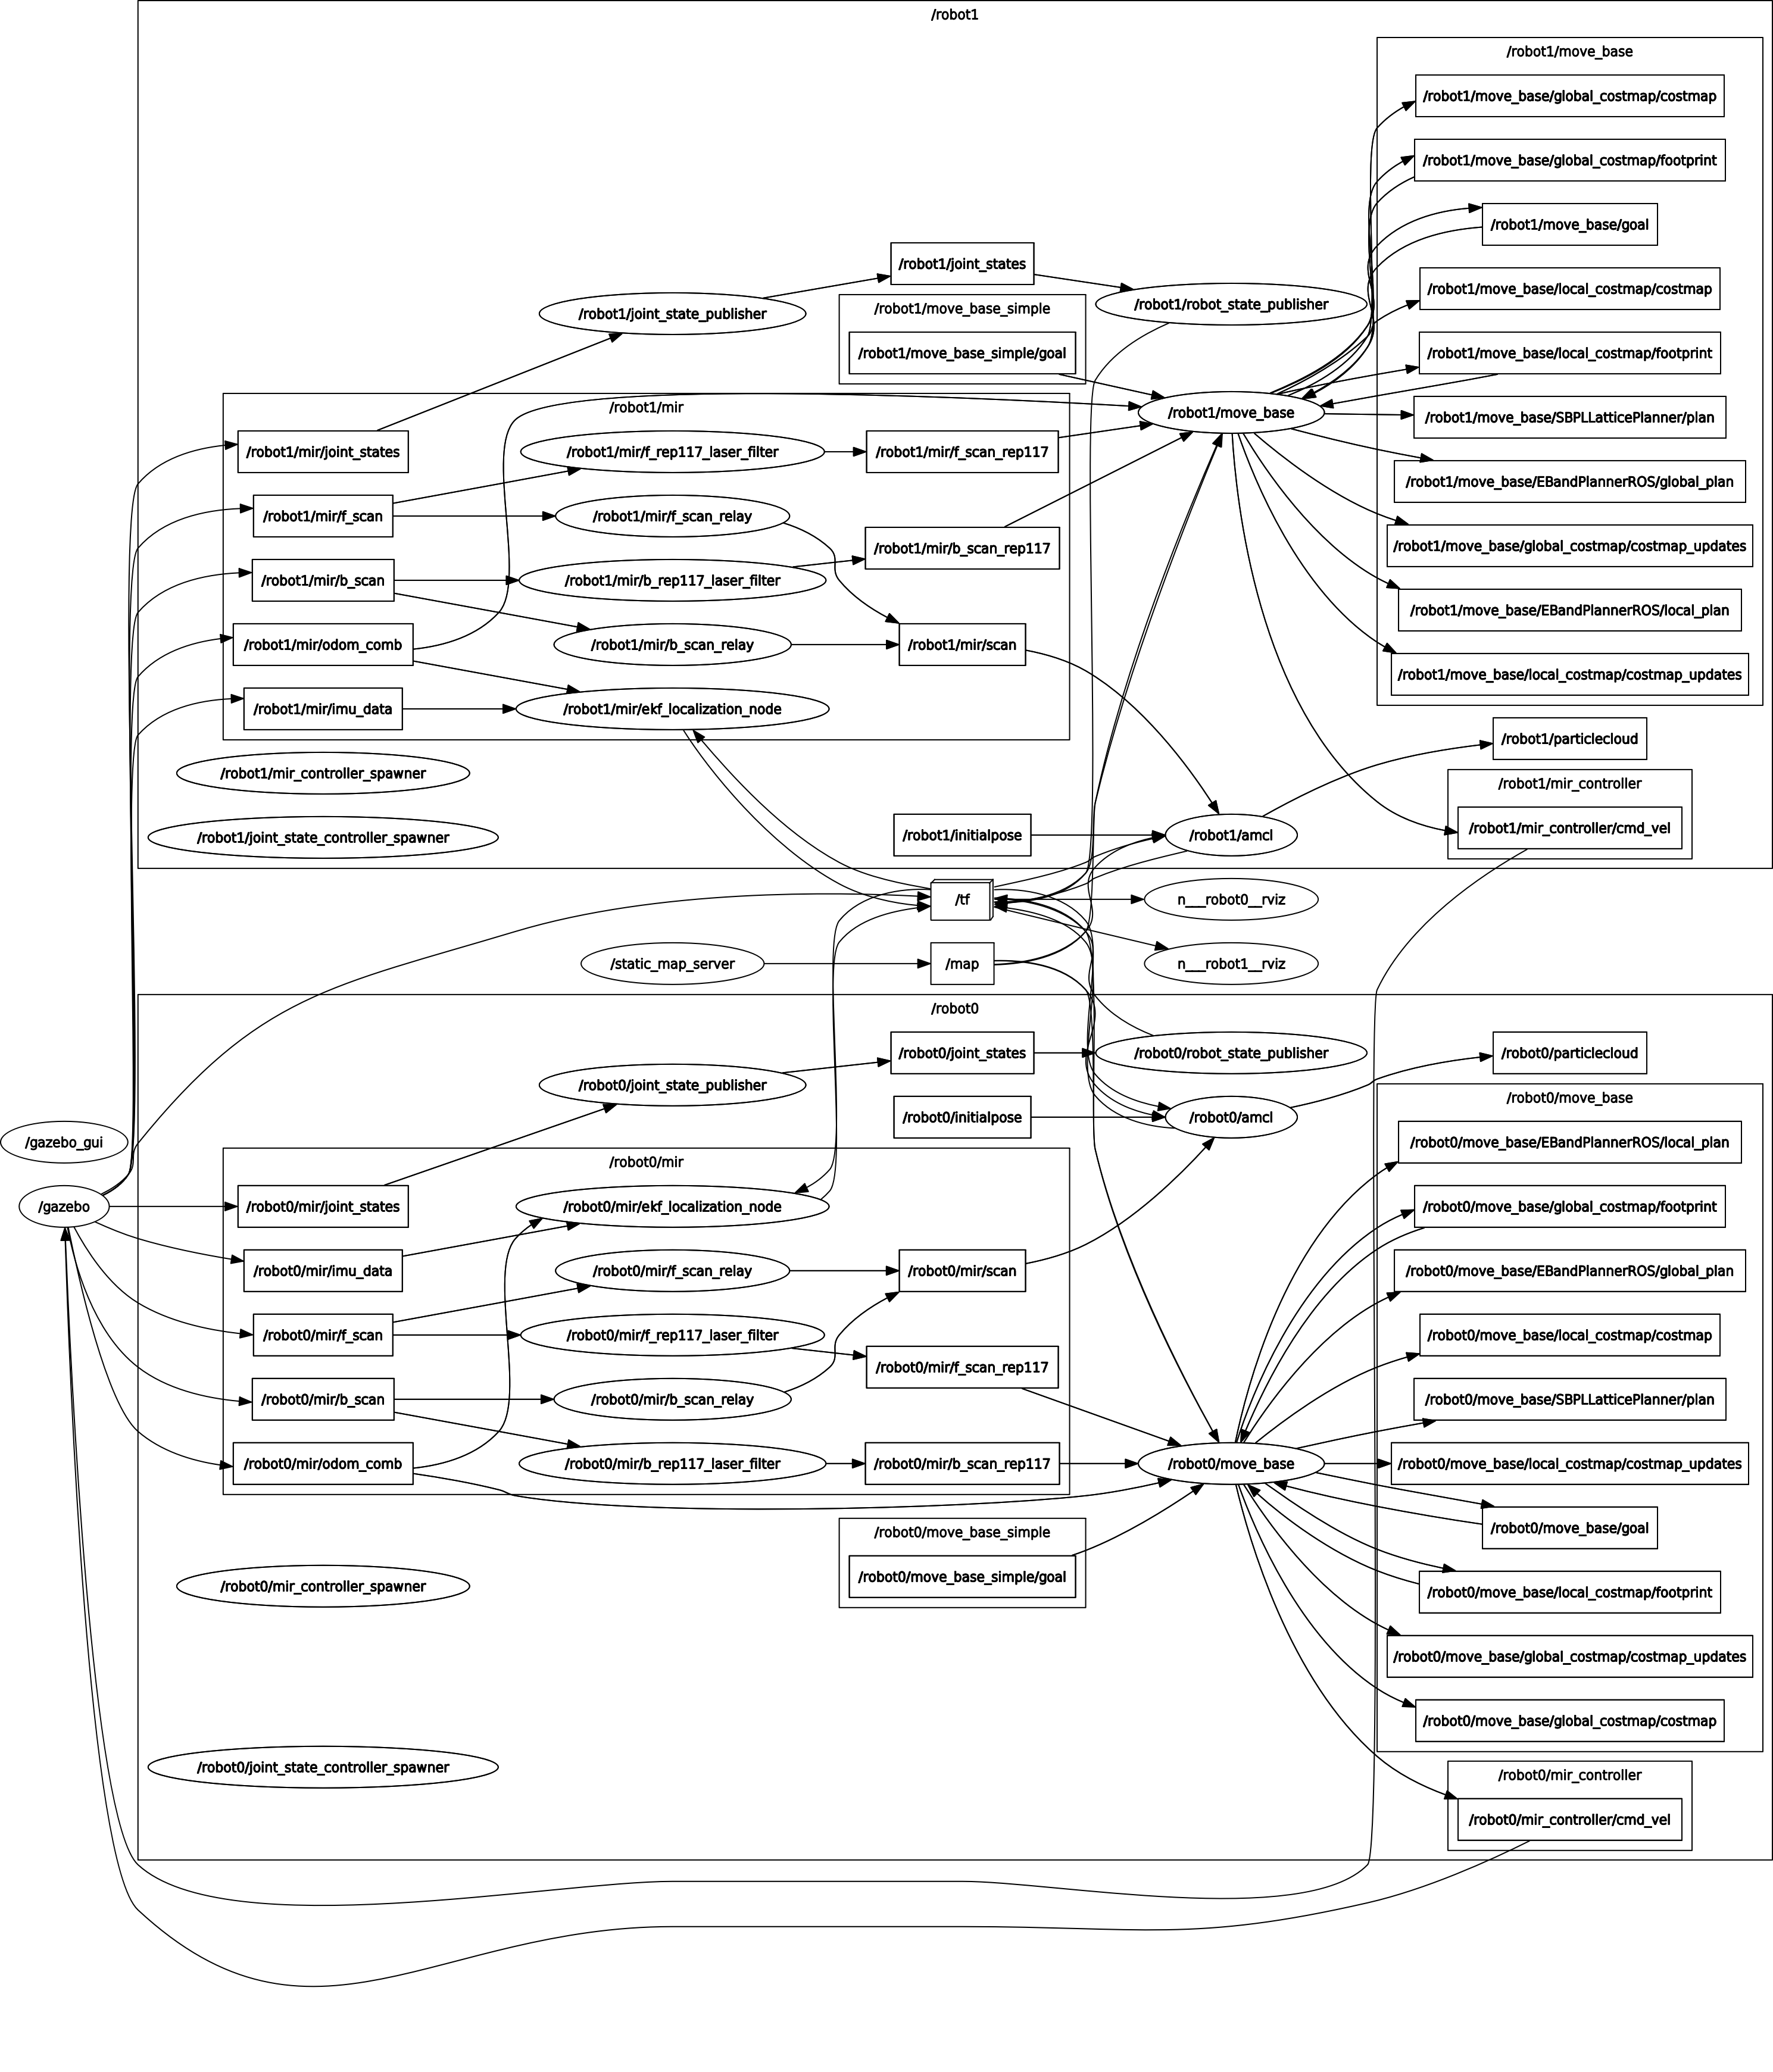 /robot1
/robot1/move_base
/robot1/move_base/global_costmap/costmap
/robot1/move_base/global_costmap/footprint
/robot1/move_base/goal
/robot1/joint_states
/robot1/move_base/local_costmap/costmap
/robot1/robot_state_publisher
/robot1/move_base_simple
/robot1/joint_state_publisher
/robot1/move_base_simple/goal
/robot1/move_base/local_costmap/footprint
/robot1/mir
/robot1/move_base
/robot1/move_base/SBPLLatticePlanner/plan
/robot1/mir/joint_states
/robot1/mir/f_rep117_laser_filter
/robot1/mir/f_scan_rep117
/robot1/move_base/EBandPlannerROS/global_plan
/robot1/mir/f_scan
/robot1/mir/f_scan_relay
/robot1/mir/b_scan_rep117
/robot1/move_base/global_costmap/costmap_updates
/robot1/mir/b_scan
/robot1/mir/b_rep117_laser_filter
/robot1/move_base/EBandPlannerROS/local_plan
/robot1/mir/odom_comb
/robot1/mir/b_scan_relay
/robot1/mir/scan
/robot1/move_base/local_costmap/costmap_updates
/robot1/mir/imu_data
/robot1/mir/ekf_localization_node
/robot1/particlecloud
/robot1/mir_controller_spawner
/robot1/mir_controller
/robot1/joint_state_controller_spawner
/robot1/initialpose
/robot1/amcl
/robot1/mir_controller/cmd_vel
/tf
n___robot0__rviz
/static_map_server
/map
n___robot1__rviz
/robot0
/robot0/joint_states
/robot0/robot_state_publisher
/robot0/particlecloud
/robot0/joint_state_publisher
/robot0/move_base
/robot0/initialpose
/robot0/amcl
/gazebo_gui
/robot0/move_base/EBandPlannerROS/local_plan
/robot0/mir
/gazebo
/robot0/mir/joint_states
/robot0/mir/ekf_localization_node
/robot0/move_base/global_costmap/footprint
/robot0/mir/imu_data
/robot0/mir/f_scan_relay
/robot0/mir/scan
/robot0/move_base/EBandPlannerROS/global_plan
/robot0/mir/f_scan
/robot0/mir/f_rep117_laser_filter
/robot0/move_base/local_costmap/costmap
/robot0/mir/f_scan_rep117
/robot0/mir/b_scan
/robot0/mir/b_scan_relay
/robot0/move_base/SBPLLatticePlanner/plan
/robot0/mir/odom_comb
/robot0/mir/b_rep117_laser_filter
/robot0/mir/b_scan_rep117
/robot0/move_base
/robot0/move_base/local_costmap/costmap_updates
/robot0/move_base_simple
/robot0/move_base/goal
/robot0/mir_controller_spawner
/robot0/move_base_simple/goal
/robot0/move_base/local_costmap/footprint
/robot0/move_base/global_costmap/costmap_updates
/robot0/move_base/global_costmap/costmap
/robot0/joint_state_controller_spawner
/robot0/mir_controller
/robot0/mir_controller/cmd_vel